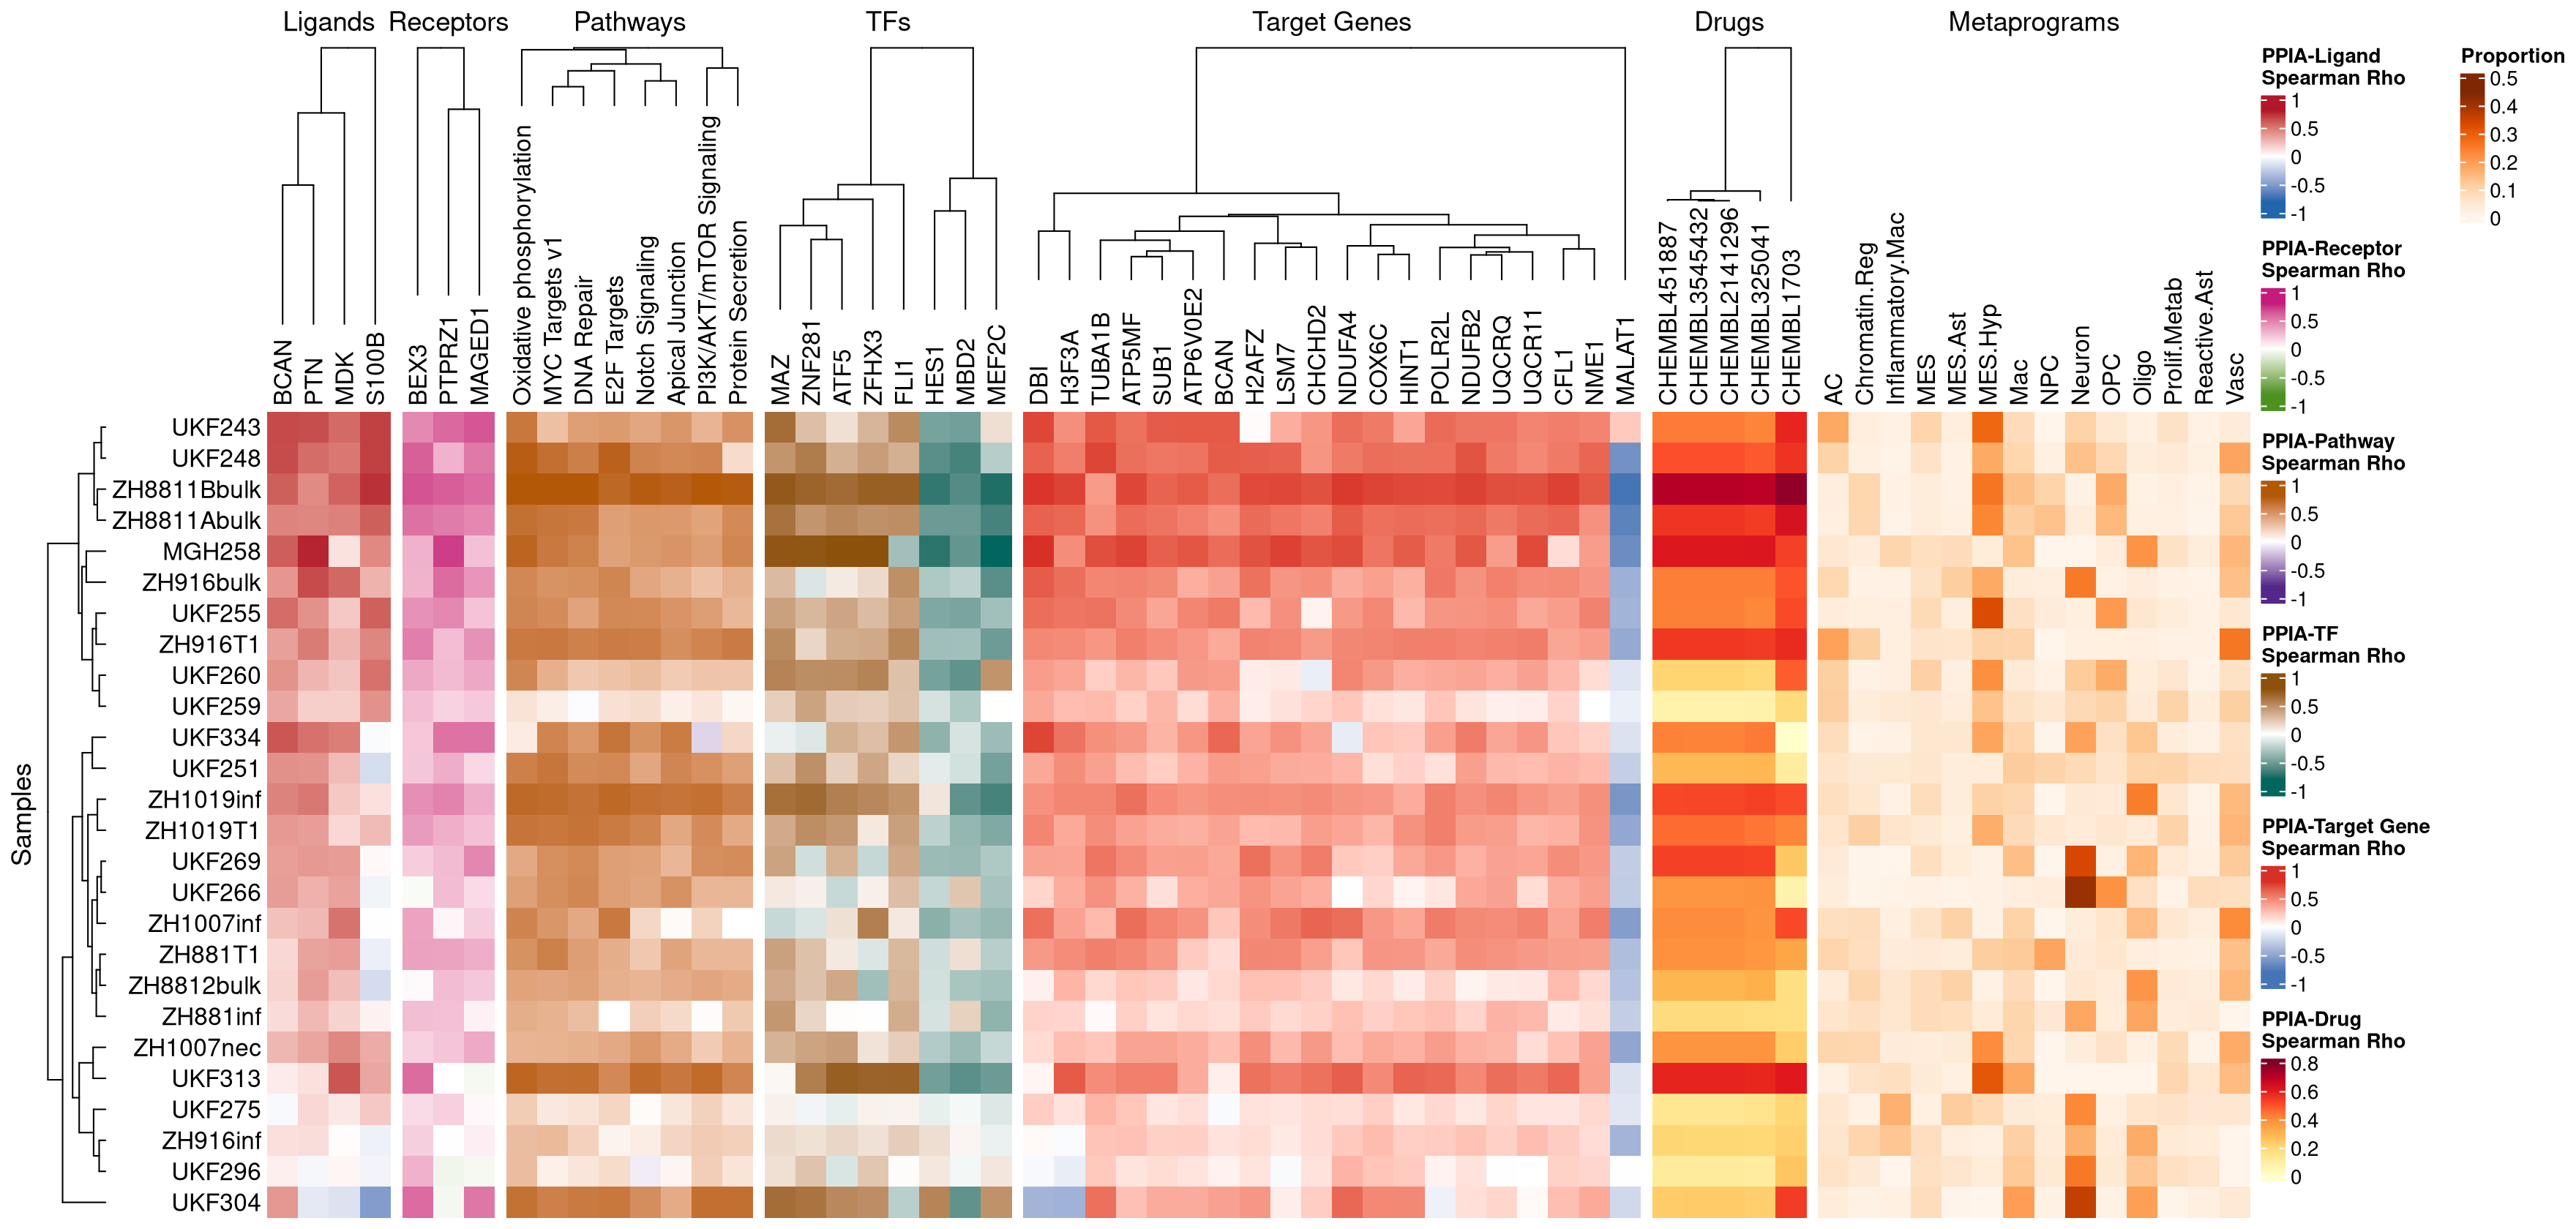 Ligands Receptors Pathways TFs Target Genes Drugs Metaprograms
BCAN
PTN
MDK
S100B
BEX3
PTPRZ1
MAGED1
Oxidative phosphorylation
MYC Targets v1
DNA Repair
E2F Targets
Notch Signaling
Apical Junction
PI3K/AKT/mTOR Signaling
Protein Secretion
MAZ
ZNF281
ATF5
ZFHX3
FLI1
HES1
MBD2
MEF2C
DBI
H3F3A
TUBA1B
ATP5MF
SUB1
ATP6V0E2
BCAN
H2AFZ
LSM7
CHCHD2
NDUFA4
COX6C
HINT1
POLR2L
NDUFB2
UQCRQ
UQCR11
CFL1
NME1
MALAT1
CHEMBL451887
CHEMBL3545432
CHEMBL2141296
CHEMBL325041
CHEMBL1703
AC
Chromatin.Reg
Inflammatory.Mac
MES
MES.Ast
MES.Hyp
Mac
NPC
Neuron
OPC
Oligo
Prolif.Metab
Reactive.Ast
Vasc
Samples
UKF243
UKF248
ZH8811Bbulk
ZH8811Abulk
MGH258
ZH916bulk
UKF255
ZH916T1
UKF260
UKF259
UKF334
UKF251
ZH1019inf
ZH1019T1
UKF269
UKF266
ZH1007inf
ZH881T1
ZH8812bulk
ZH881inf
ZH1007nec
UKF313
UKF275
ZH916inf
UKF296
UKF304
PPIA-Ligand
Spearman Rho
1
0.5
0
-0.5
-1
PPIA-Receptor
Spearman Rho
1
0.5
0
-0.5
-1
PPIA-Pathway
Spearman Rho
1
0.5
0
-0.5
-1
PPIA-TF
Spearman Rho
1
0.5
0
-0.5
-1
PPIA-Target Gene
Spearman Rho
1
0.5
0
-0.5
-1
PPIA-Drug
Spearman Rho
0.8
0.6
0.4
0.2
0
Proportion
0.5
0.4
0.3
0.2
0.1
0